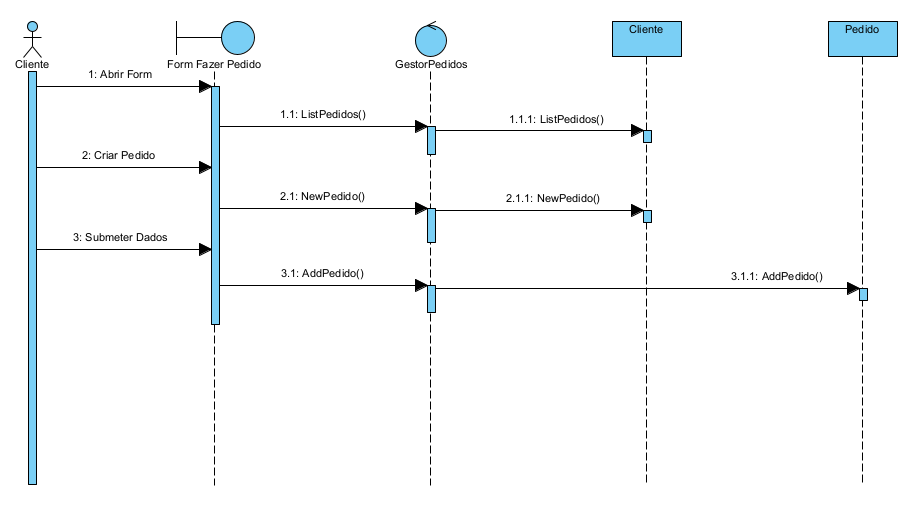 Cliente
Pedido
Cliente
Form Fazer Pedido
GestorPedidos
1: Abrir Form
1.1: ListPedidos()
1.1.1: ListPedidos()
2: Criar Pedido
2.1: NewPedido()
2.1.1: NewPedido()
3: Submeter Dados
3.1: AddPedido()
3.1.1: AddPedido()